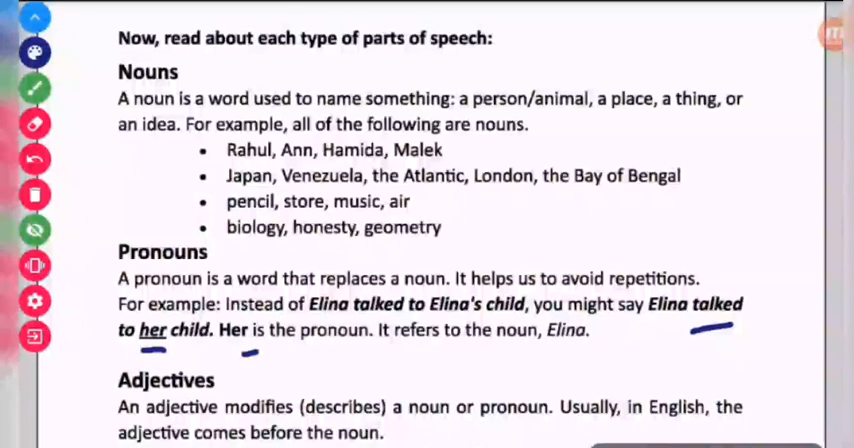 Now, read about each type of parts of speech:
Nouns
A noun is a word used to name something: a person/animal, a place, a thing, or
an idea. For example, all of the following are nouns.
• Rahul, Ann, Hamida, Malek
• Japan, Venezuela, the Atlantic, London, the Bay of Bengal
• pencil, store, music, air
• biology, honesty, geometry
Pronouns
A pronoun is a word that replaces a noun. It helps us to avoid repetitions.
For example: Instead of Elina talked to Elina's child, you might say Elina talked
to her child. Her is the pronoun. It refers to the noun, Elina.
Adjectives
An adjective modifies (describes) a noun or pronoun. Usually, in English, the
adjective comes before the noun.